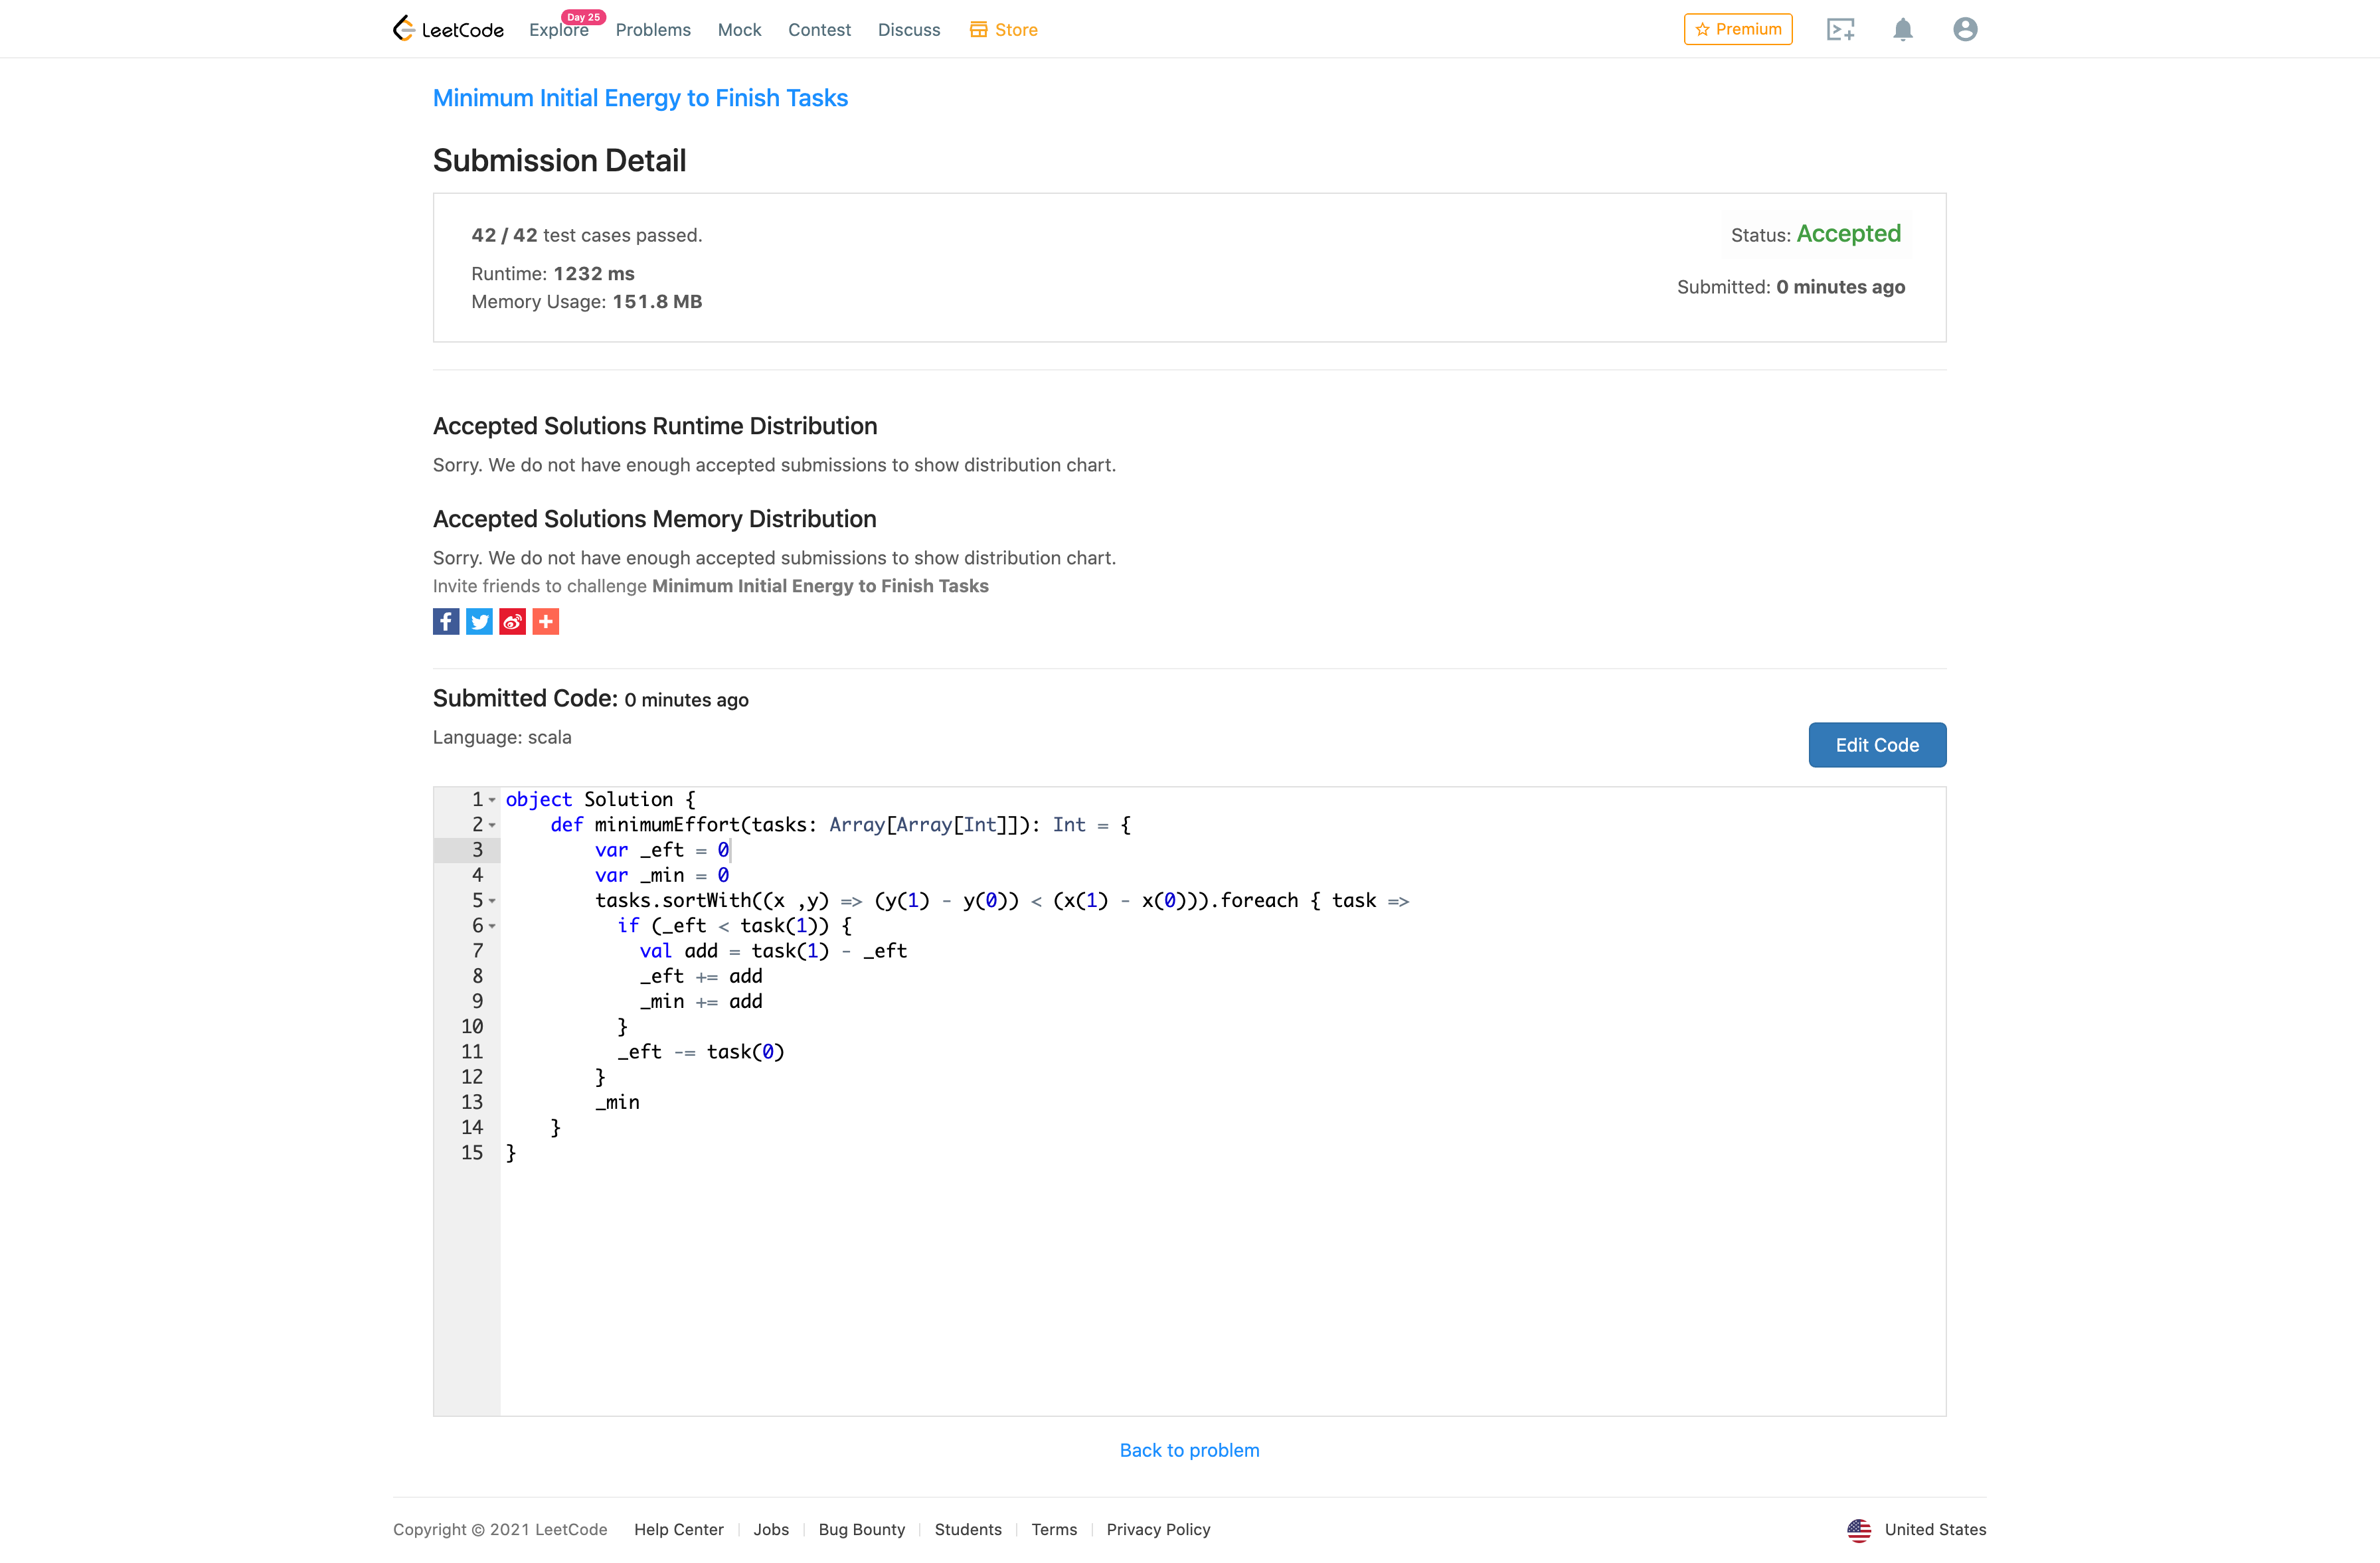 LeetCode Explore Day 25 Problems Mock Contest Discuss Store Premium
Minimum Initial Energy to Finish Tasks
Submission Detail
42 / 42 test cases passed.
Status: Accepted
Runtime: 1232 ms
Submitted: 0 minutes ago
Memory Usage: 151.8 MB
Accepted Solutions Runtime Distribution
Sorry. We do not have enough accepted submissions to show distribution chart.
Accepted Solutions Memory Distribution
Sorry. We do not have enough accepted submissions to show distribution chart.
Invite friends to challenge Minimum Initial Energy to Finish Tasks
Submitted Code: 0 minutes ago
Language: scala
Edit Code
1 object Solution {
2     def minimumEffort(tasks: Array[Array[Int]]): Int = {
3         var _eft = 0
4         var _min = 0
5         tasks.sortWith((x ,y) => (y(1) - y(0)) < (x(1) - x(0))).foreach { task =>
6           if (_eft < task(1)) {
7             val add = task(1) - _eft
8             _eft += add
9             _min += add
10           }
11           _eft -= task(0)
12         }
13         _min
14     }
15 }
Back to problem
Copyright © 2021 LeetCode Help Center Jobs Bug Bounty Students Terms Privacy Policy United States